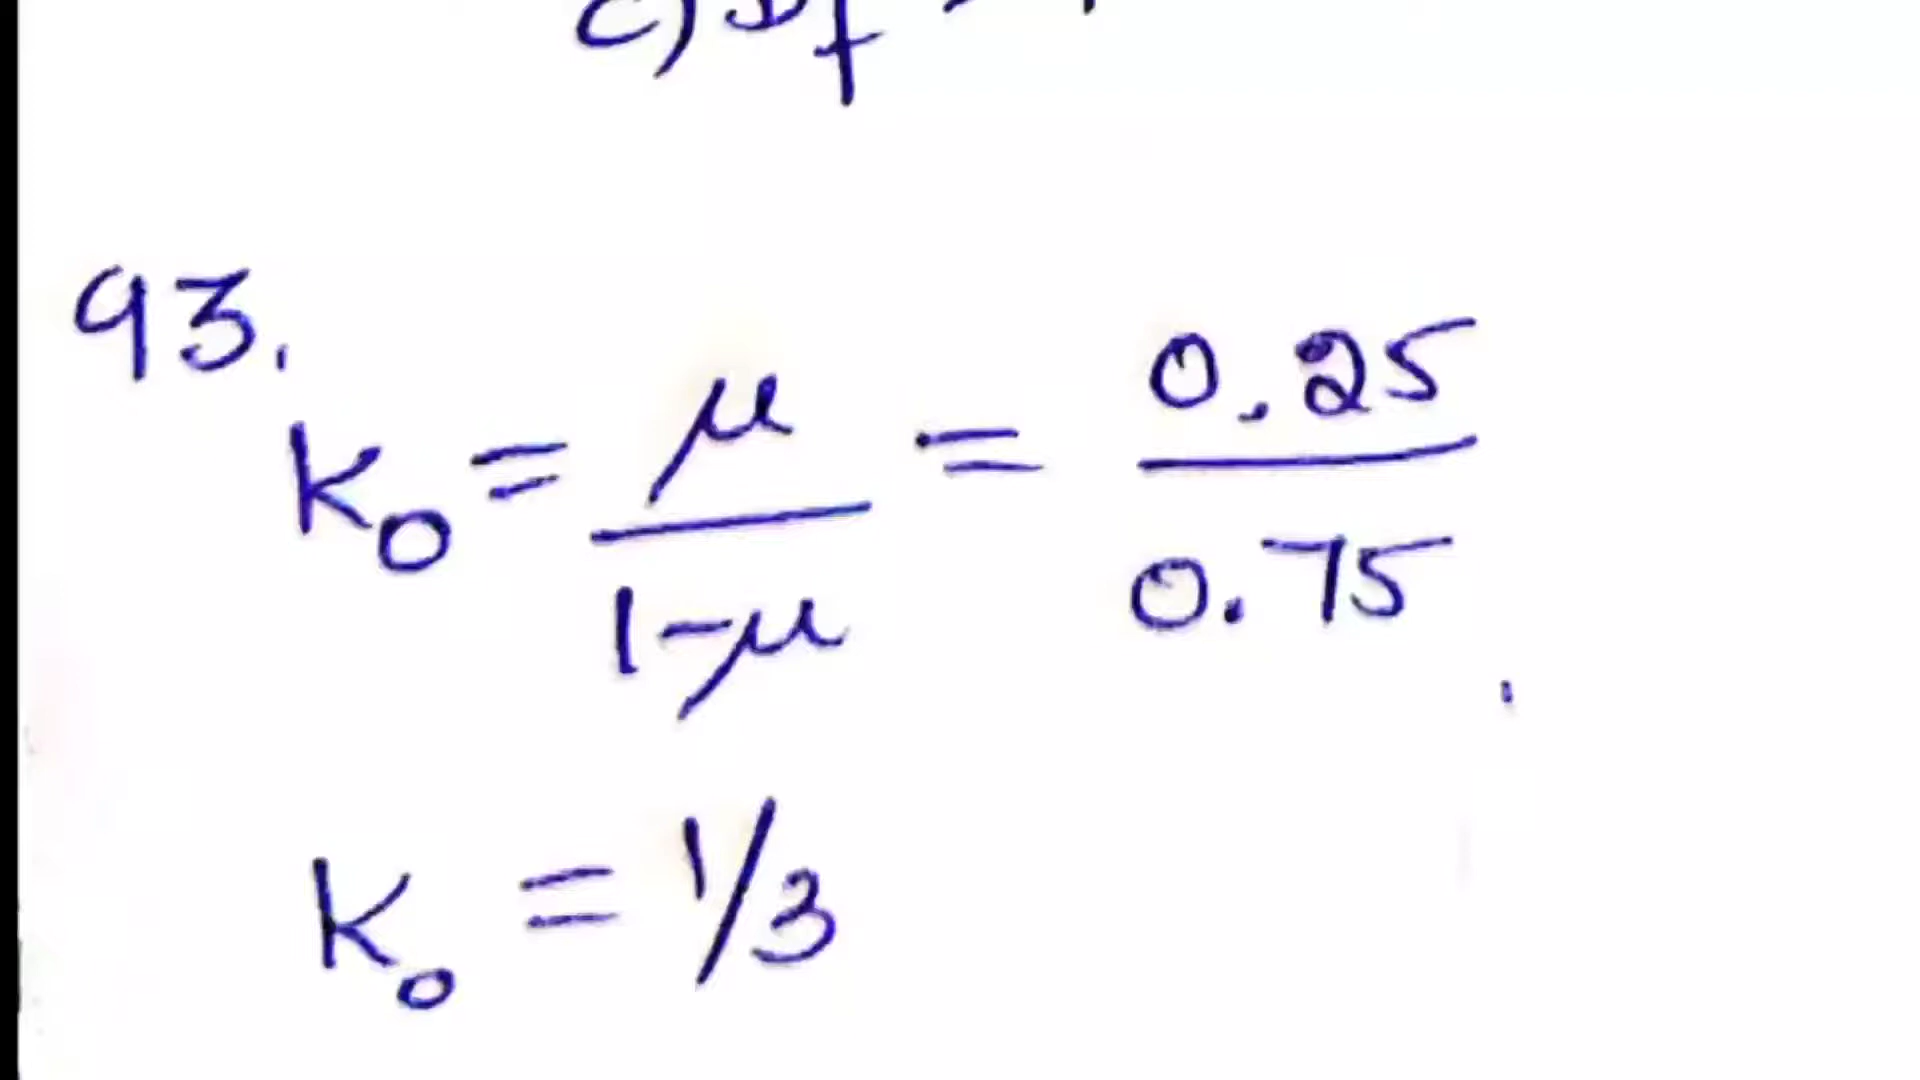 93.
K₀ = μ / 1-μ = 0.25 / 0.75
K₀ = 1/3